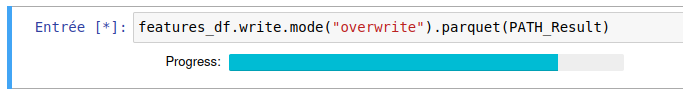 Entrée [*]: features_df.write.mode("overwrite").parquet(PATH_Result)
Progress: